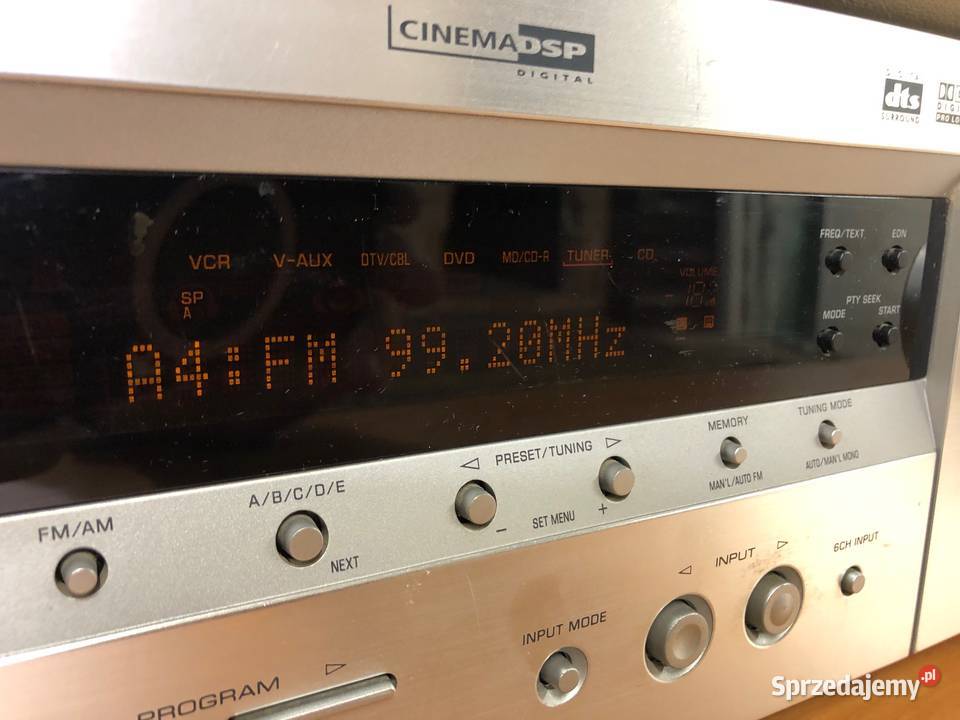 CINEMA DSP
DIGITAL
DIGITAL
dts
SURROUND
VCR V-AUX DTV/CBL DVD MD/CD-R TUNER CD
VOLUME
SP
A
A4:FM 99.20MHz
FREQ/TEXT EON
PTY SEEK
MODE START
FM/AM
A/B/C/D/E
NEXT
PRESET/TUNING
- SET MENU +
MEMORY
MAN'L/AUTO FM
TUNING MODE
AUTO/MAN'L MONO
INPUT MODE
INPUT
6CH INPUT
PROGRAM
Sprzedajemy.pl